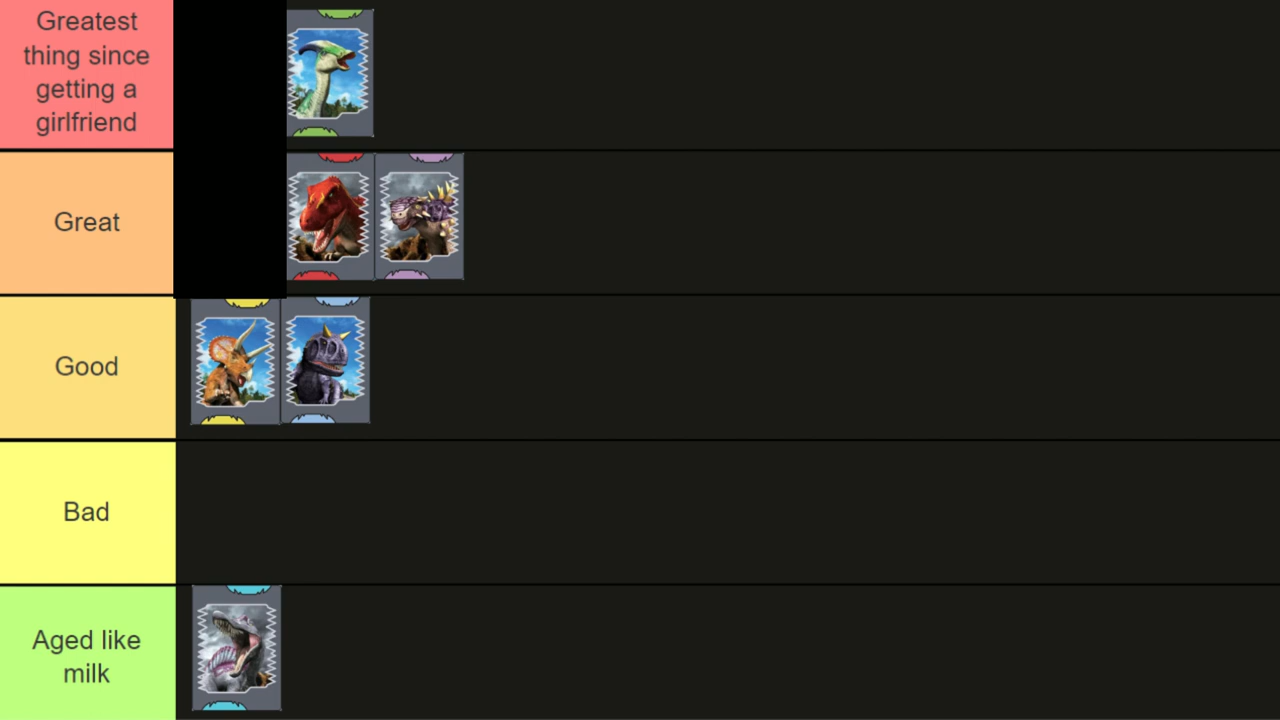 Greatest
thing since
getting a
girlfriend
Great
Good
Bad
Aged like
milk